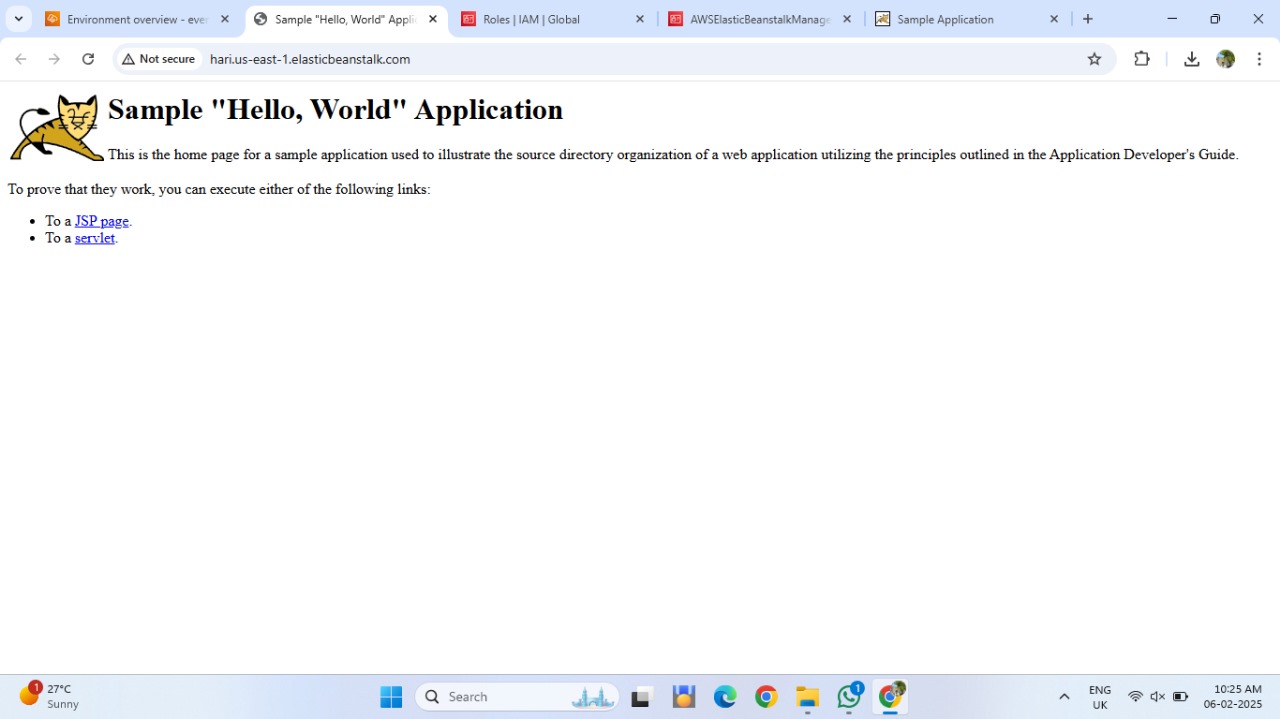 Environment overview - ever
Sample "Hello, World" Appli
Roles | IAM | Global
AWSElasticBeanstalkManage
Sample Application
Not secure
hari.us-east-1.elasticbeanstalk.com
Sample "Hello, World" Application
This is the home page for a sample application used to illustrate the source directory organization of a web application utilizing the principles outlined in the Application Developer's Guide.
To prove that they work, you can execute either of the following links:
• To a JSP page.
• To a servlet.
1
27°C
Sunny
Search
1
ENG
UK
10:25 AM
06-02-2025